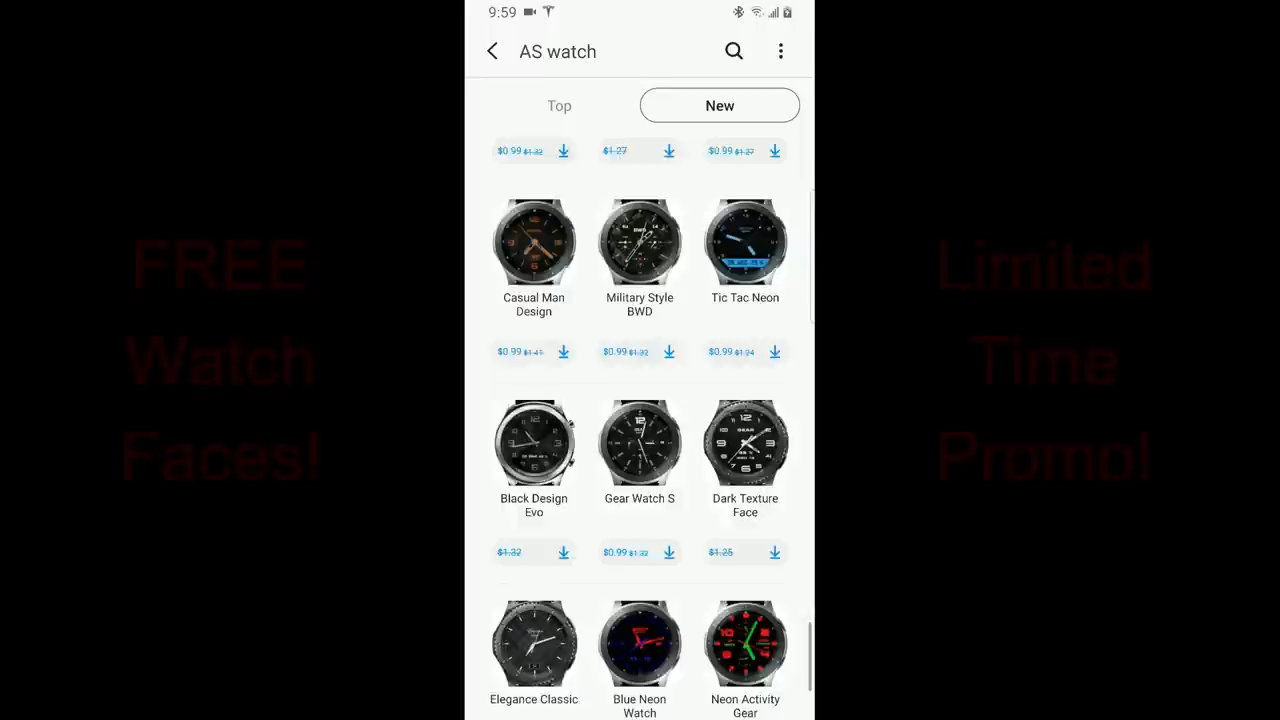 9:59
AS watch
Top
New
$0.99 $1.32
$1.27
$0.99 $1.27
Casual Man
Design
Military Style
BWD
Tic Tac Neon
$0.99 $1.41
$0.99 $1.32
$0.99 $1.24
Black Design
Evo
Gear Watch S
Dark Texture
Face
$1.32
$0.99 $1.32
$1.25
Elegance Classic
Blue Neon
Watch
Neon Activity
Gear
FREE
Watch
Faces!
Limited
Time
Promo!